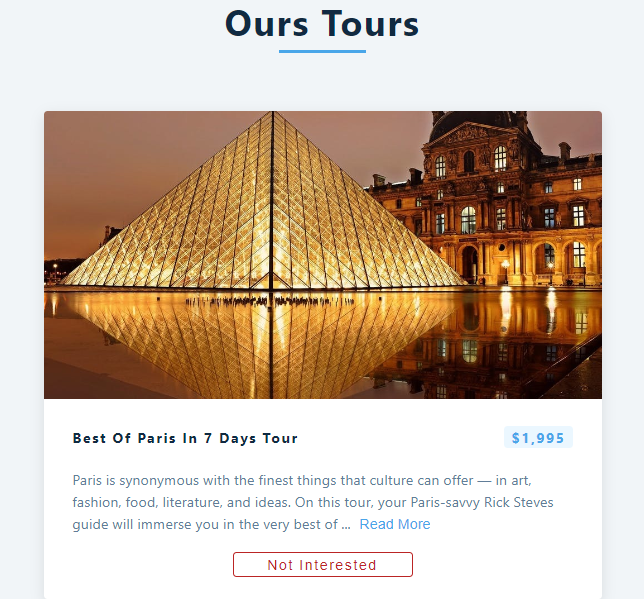 Ours Tours
Best Of Paris In 7 Days Tour
$1,995
Paris is synonymous with the finest things that culture can offer — in art,
fashion, food, literature, and ideas. On this tour, your Paris-savvy Rick Steves
guide will immerse you in the very best of ... Read More
Not Interested